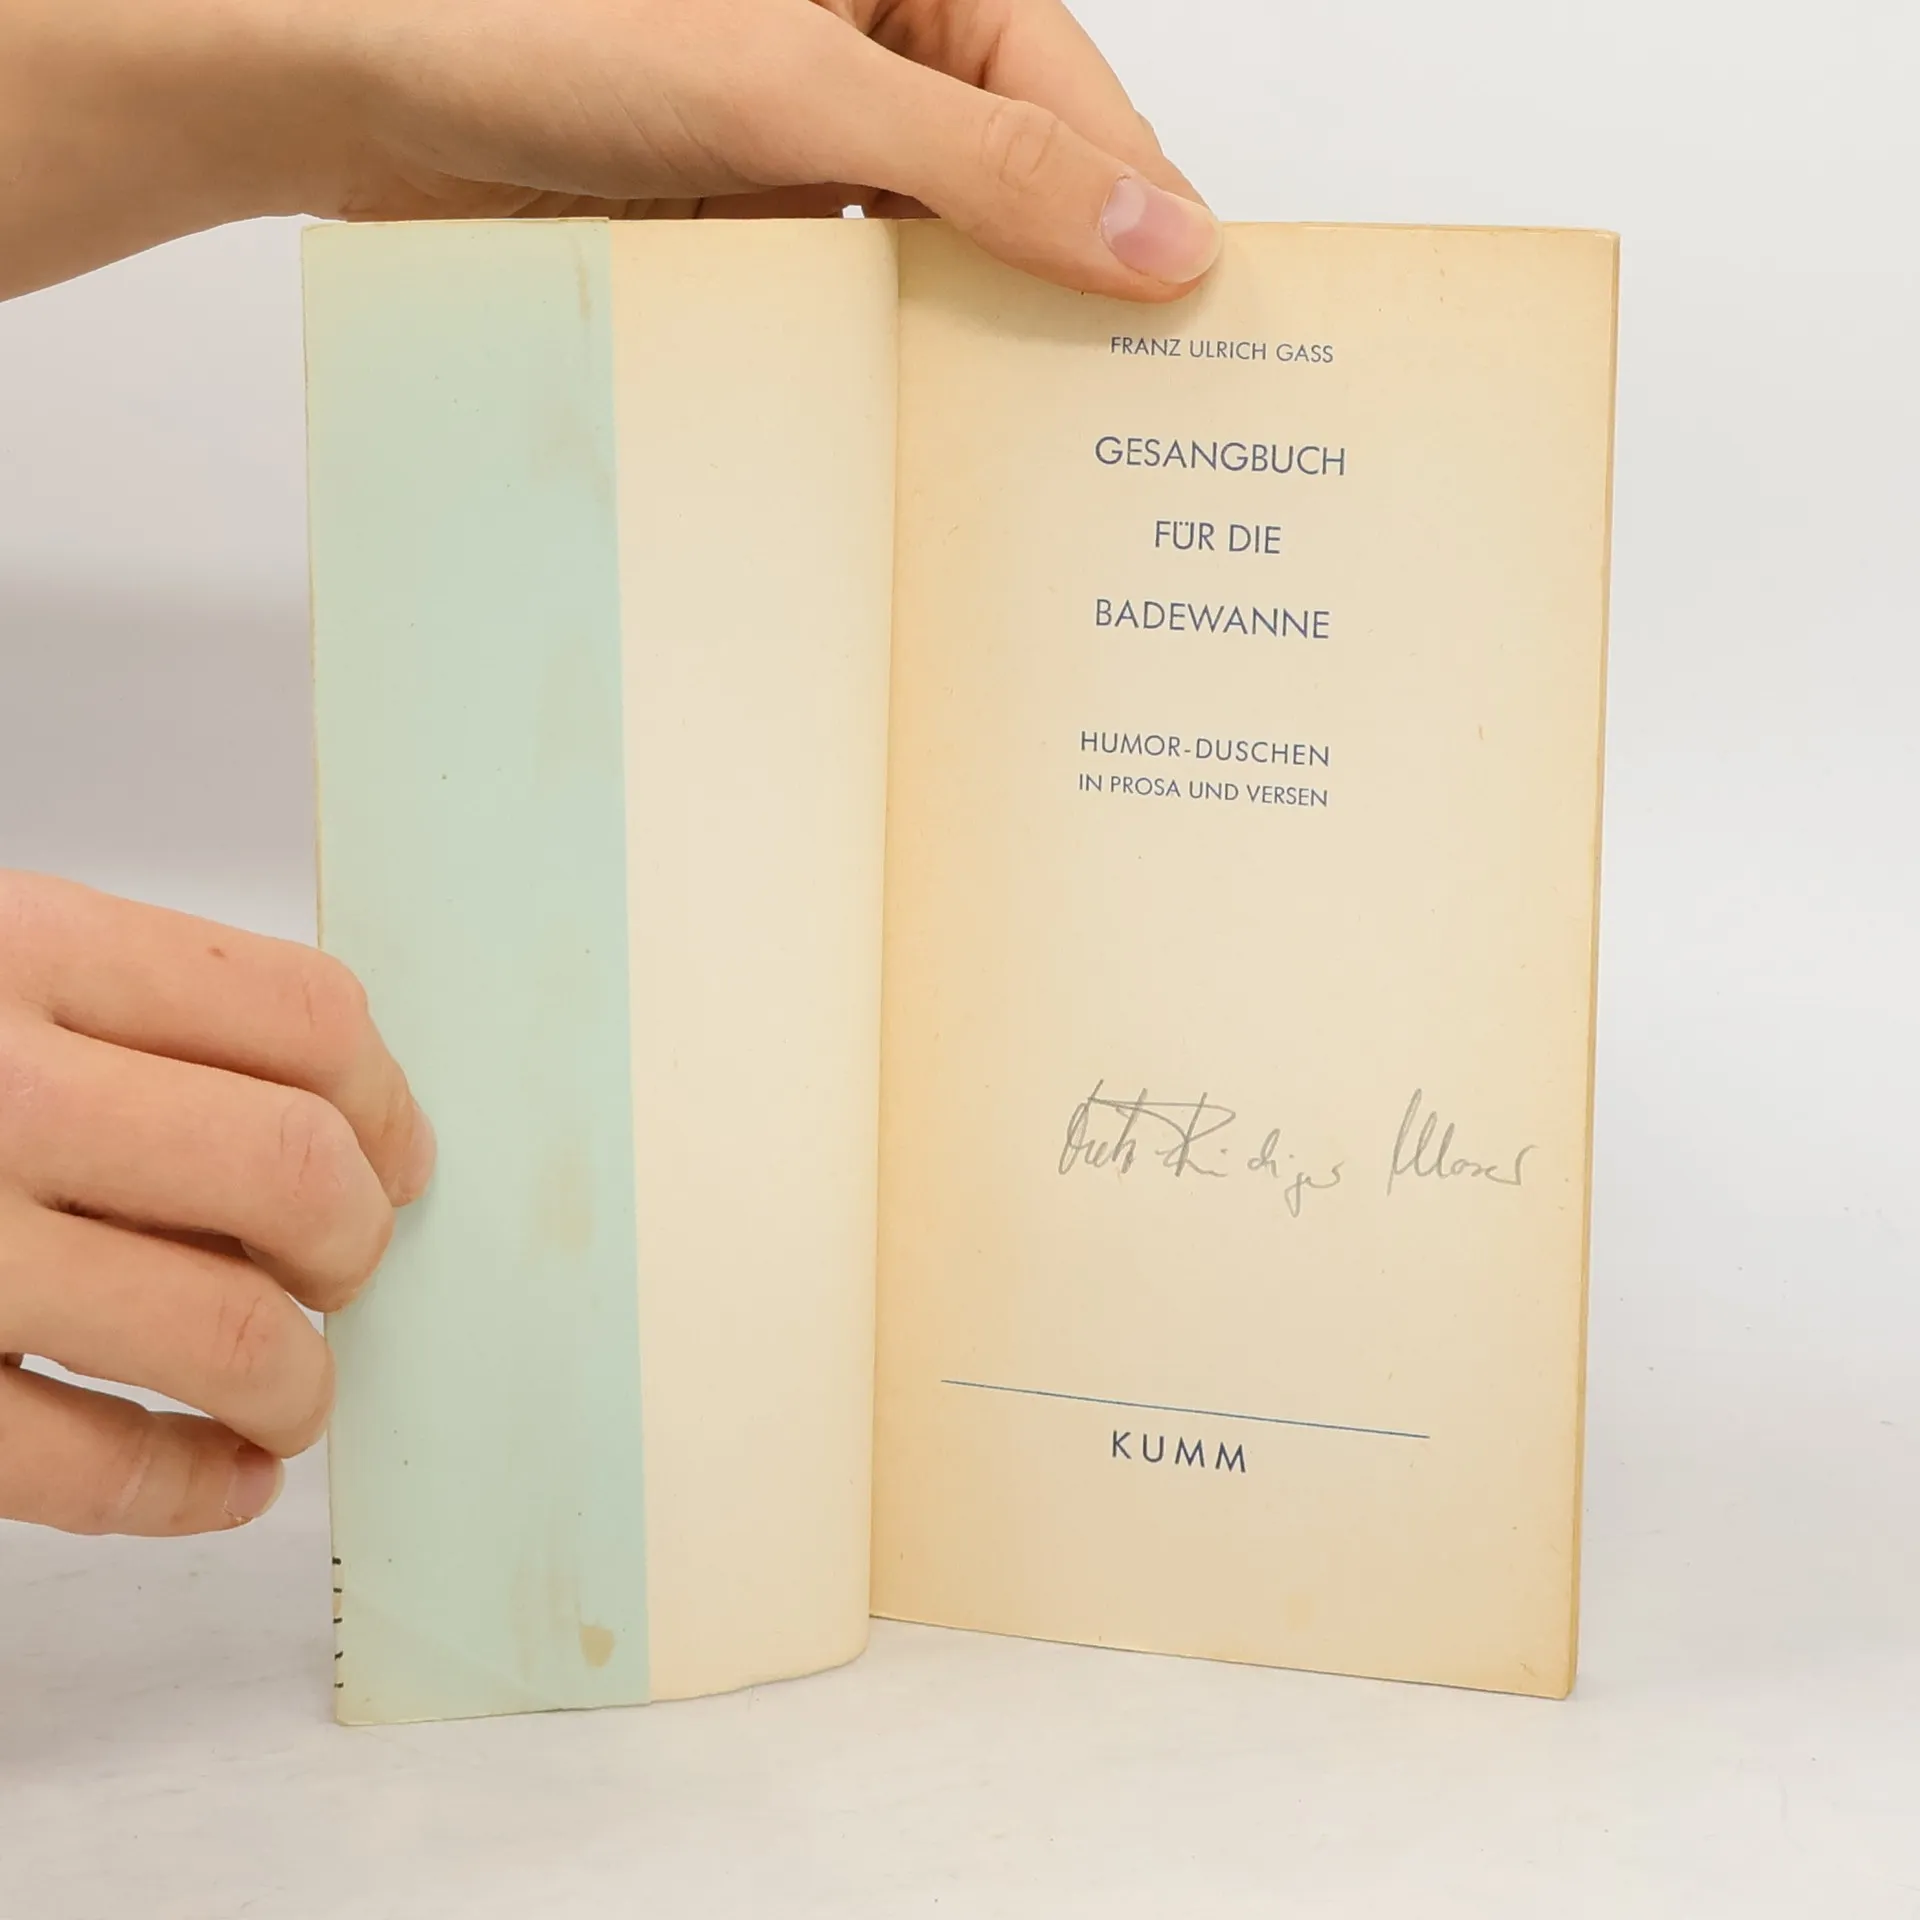 FRANZ ULRICH GASS
GESANGBUCH
FÜR DIE
BADEWANNE
HUMOR-DUSCHEN
IN PROSA UND VERSEN
KUMM